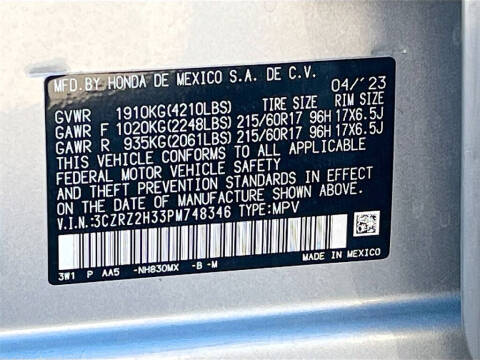 MFD.BY HONDA DE MEXICO S.A. DE C.V.
04/'23
TIRE SIZE RIM SIZE
GVWR 1910KG(4210LBS)
GAWR F 1020KG(2248LBS) 215/60R17 96H 17X6.5J
GAWR R 935KG(2061LBS) 215/60R17 96H 17X6.5J
THIS VEHICLE CONFORMS TO ALL APPLICABLE
FEDERAL MOTOR VEHICLE SAFETY
STANDARDS IN EFFECT ON THE
DATE OF MANUFACTURE SHOWN ABOVE.
V.I.N.:3CZRZ2H33PM748346 TYPE:MPV
3W1 P AA5 -NH830MX -B -M
MADE IN MEXICO